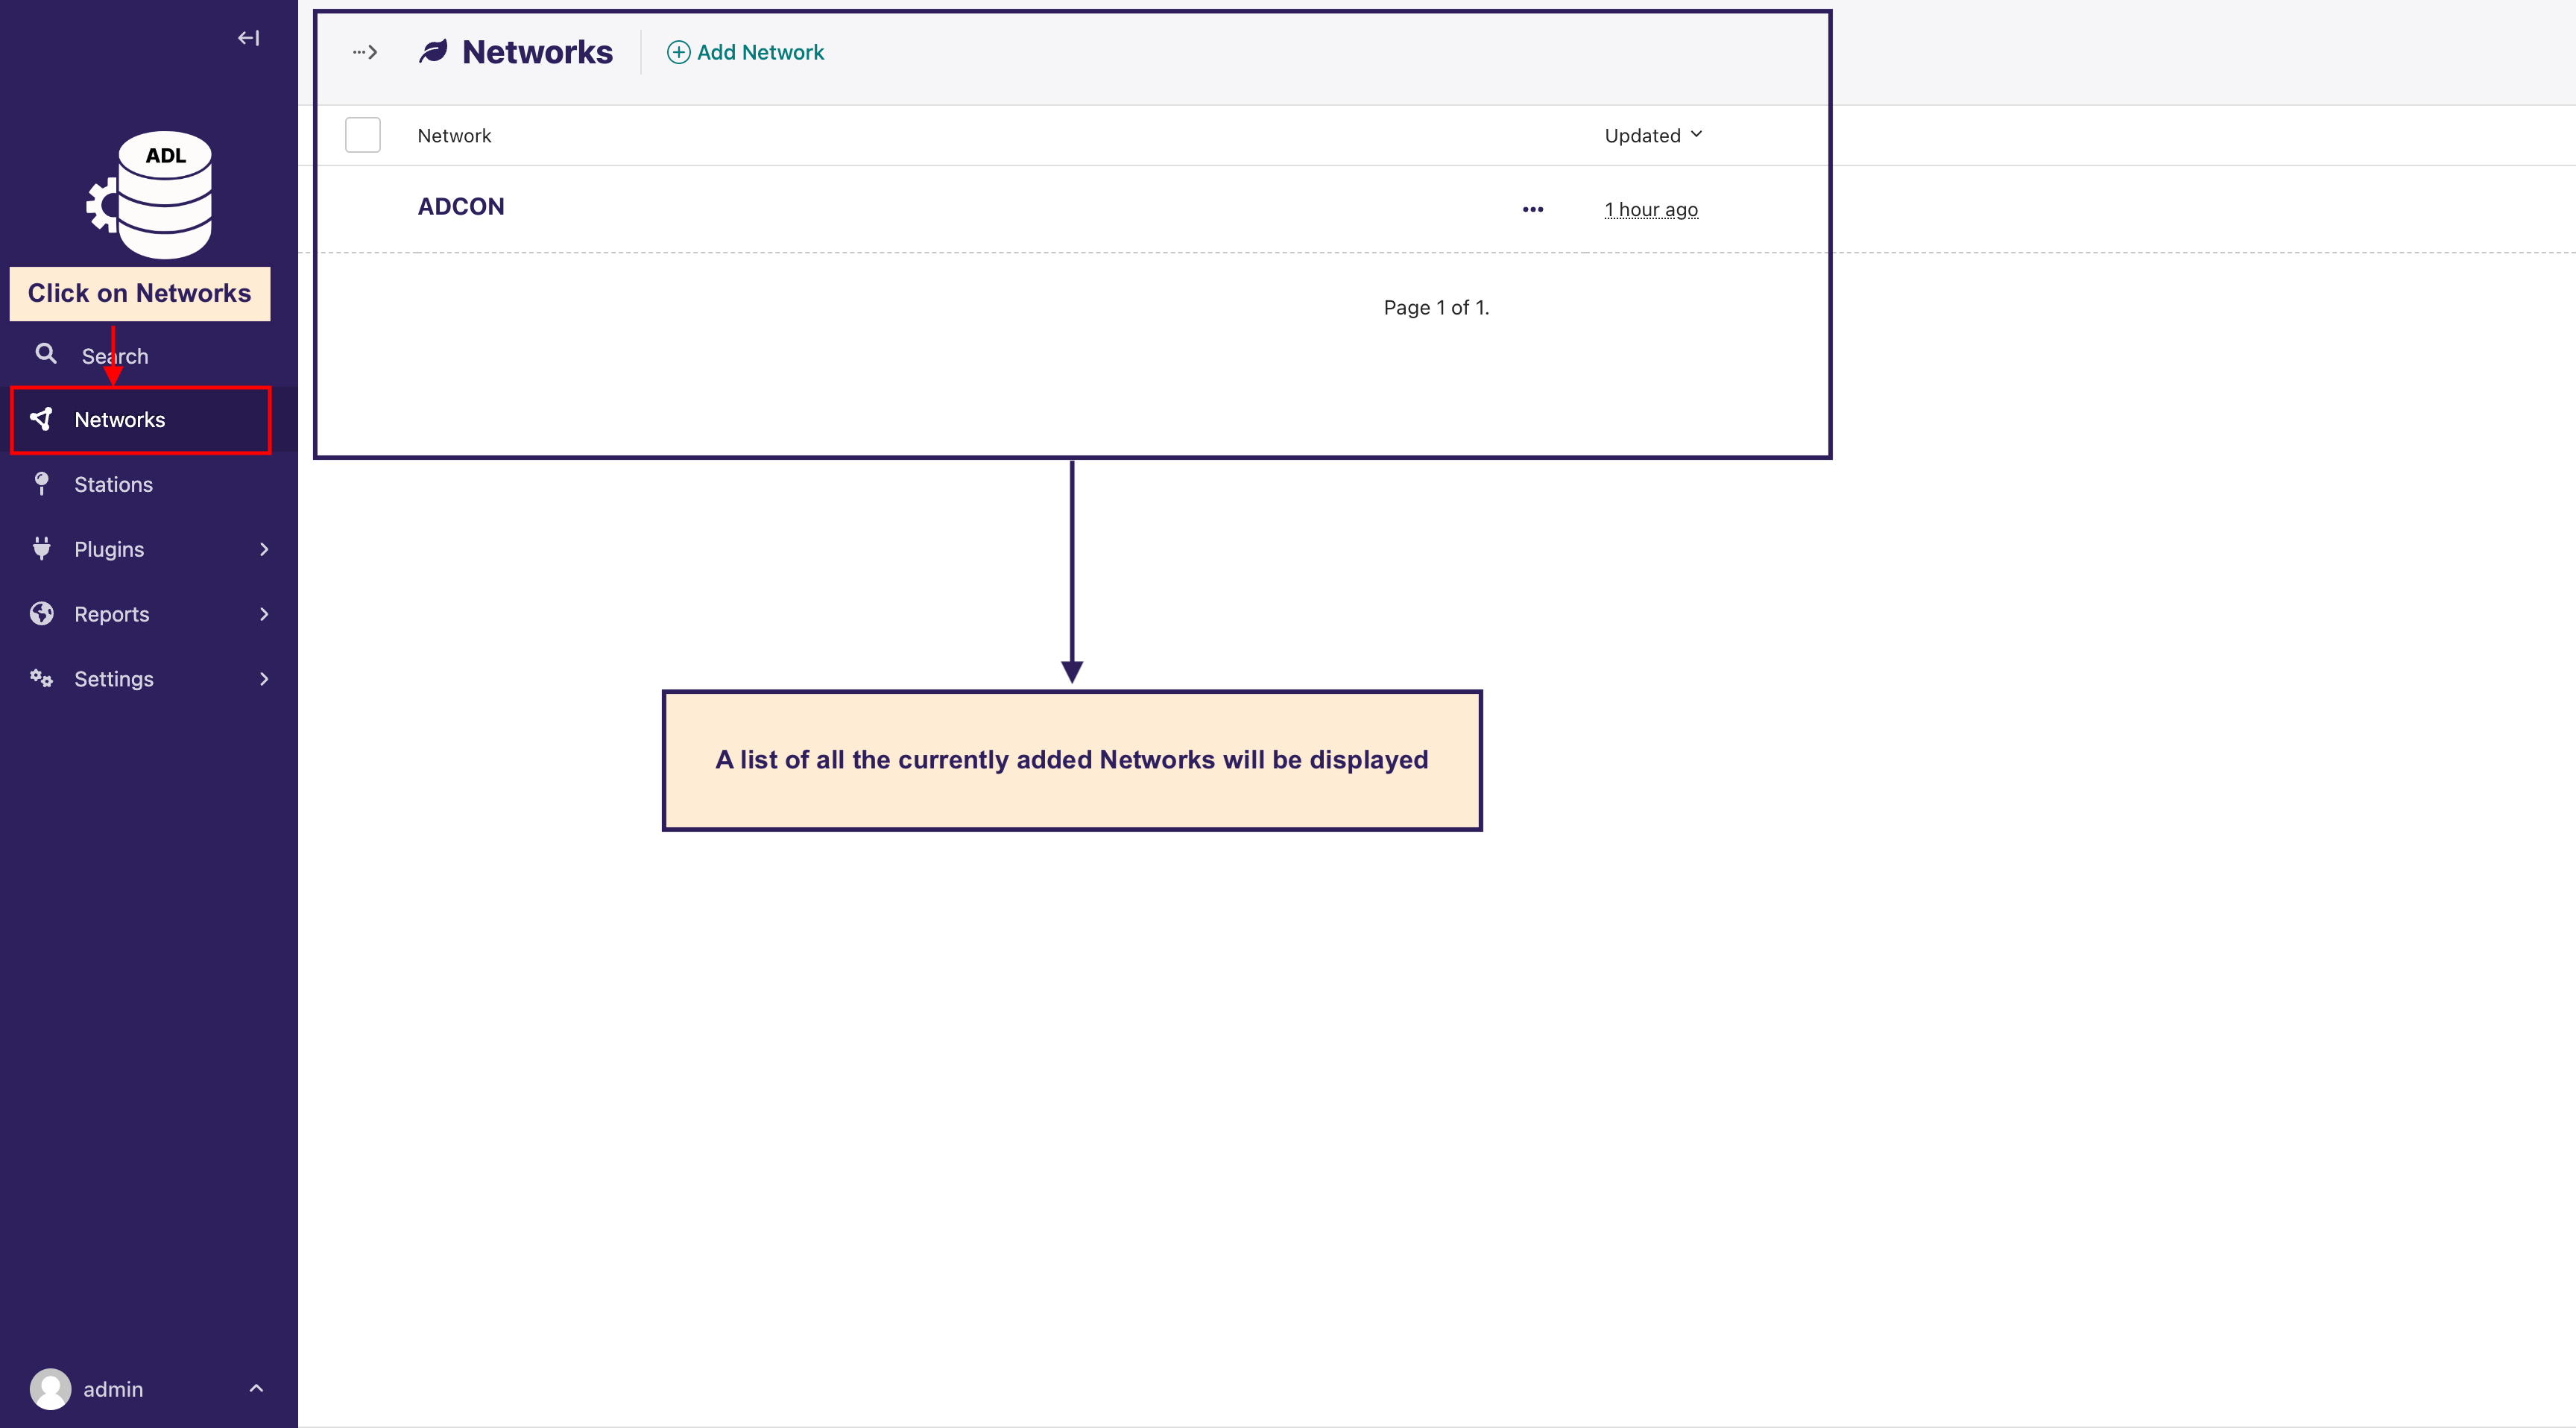 ADL
Click on Networks
Search
Networks
Stations
Plugins
Reports
Settings
admin
Networks
Add Network
Network
Updated
ADCON
1 hour ago
Page 1 of 1.
A list of all the currently added Networks will be displayed